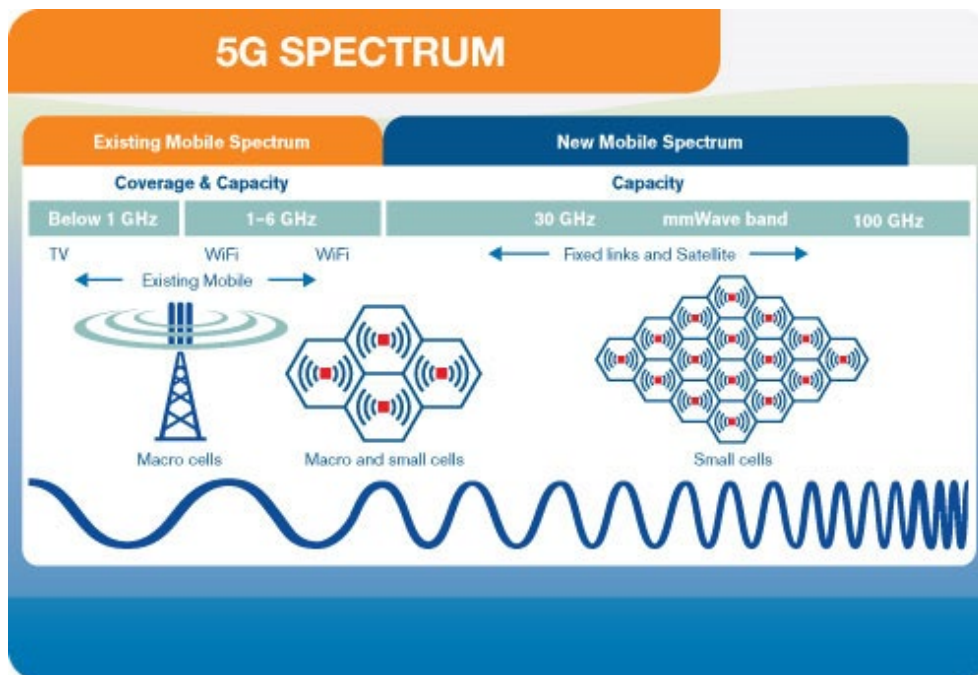 5G SPECTRUM
Existing Mobile Spectrum
New Mobile Spectrum
Coverage & Capacity
Capacity
Below 1 GHz
1–6 GHz
30 GHz
mmWave band
100 GHz
TV
WiFi
WiFi
Fixed links and Satellite
Existing Mobile
Macro cells
Macro and small cells
Small cells